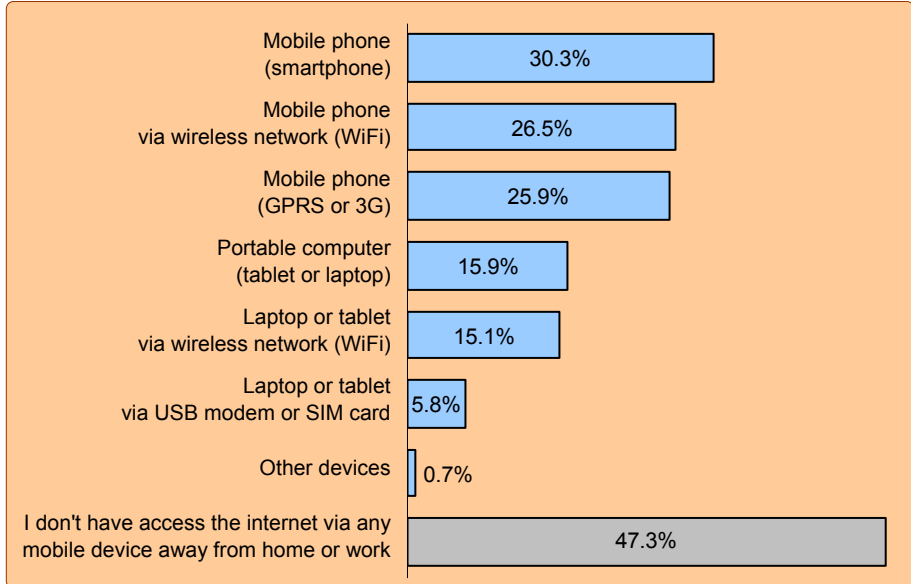 Mobile phone
(smartphone)
30.3%
Mobile phone
via wireless network (WiFi)
26.5%
Mobile phone
(GPRS or 3G)
25.9%
Portable computer
(tablet or laptop)
15.9%
Laptop or tablet
via wireless network (WiFi)
15.1%
Laptop or tablet
via USB modem or SIM card
5.8%
Other devices
0.7%
I don't have access the internet via any
mobile device away from home or work
47.3%